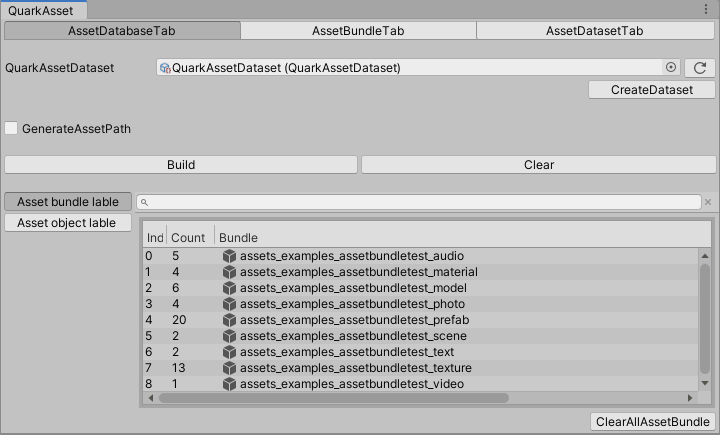 QuarkAsset
AssetDatabaseTab AssetBundleTab AssetDatasetTab
QuarkAssetDataset QuarkAssetDataset (QuarkAssetDataset)
CreateDataset
GenerateAssetPath
Build Clear
Asset bundle lable
Asset object lable
Ind Count Bundle
0 5 assets_examples_assetbundletest_audio
1 4 assets_examples_assetbundletest_material
2 6 assets_examples_assetbundletest_model
3 4 assets_examples_assetbundletest_photo
4 20 assets_examples_assetbundletest_prefab
5 2 assets_examples_assetbundletest_scene
6 2 assets_examples_assetbundletest_text
7 13 assets_examples_assetbundletest_texture
8 1 assets_examples_assetbundletest_video
ClearAllAssetBundle